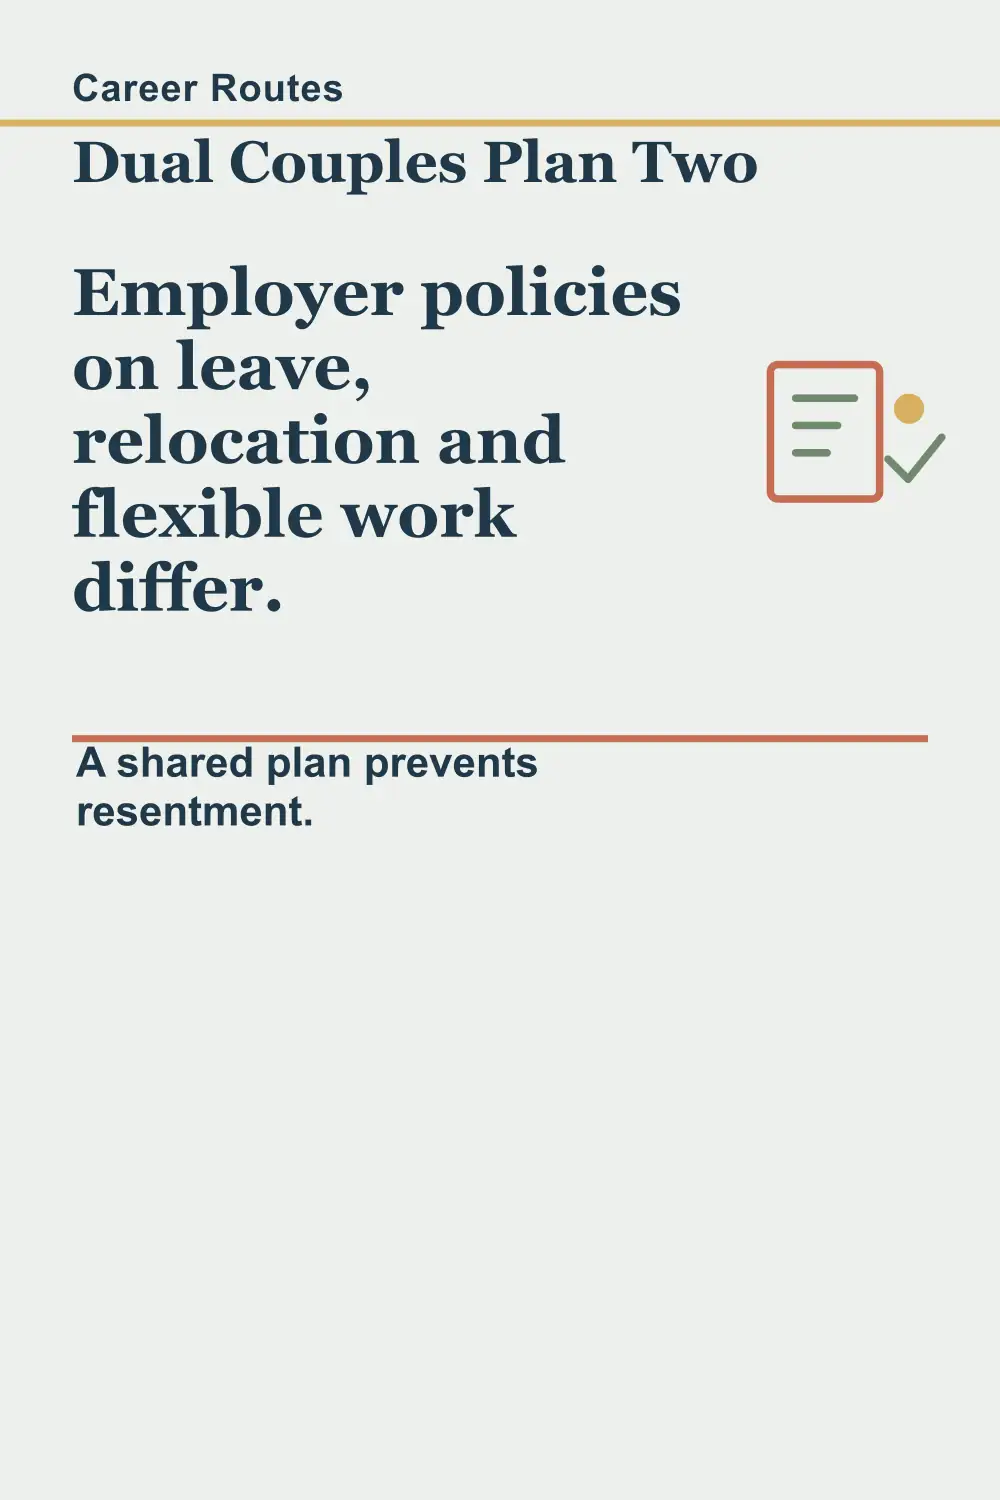 Career Routes
Dual Couples Plan Two
Employer policies
on leave,
relocation and
flexible work
differ.
A shared plan prevents
resentment.